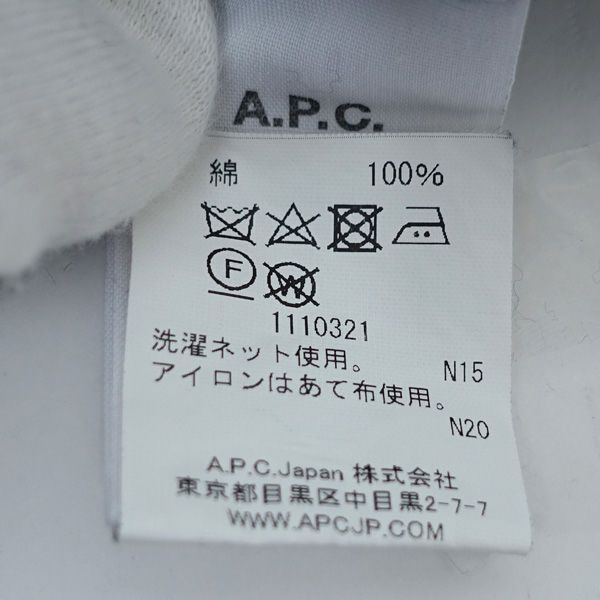 A.P.C.
綿 100%
F
W
1110321
洗濯ネット使用。 N15
アイロンはあて布使用。
N20
A.P.C.Japan 株式会社
東京都目黒区中目黒2-7-7
WWW.APCJP.COM